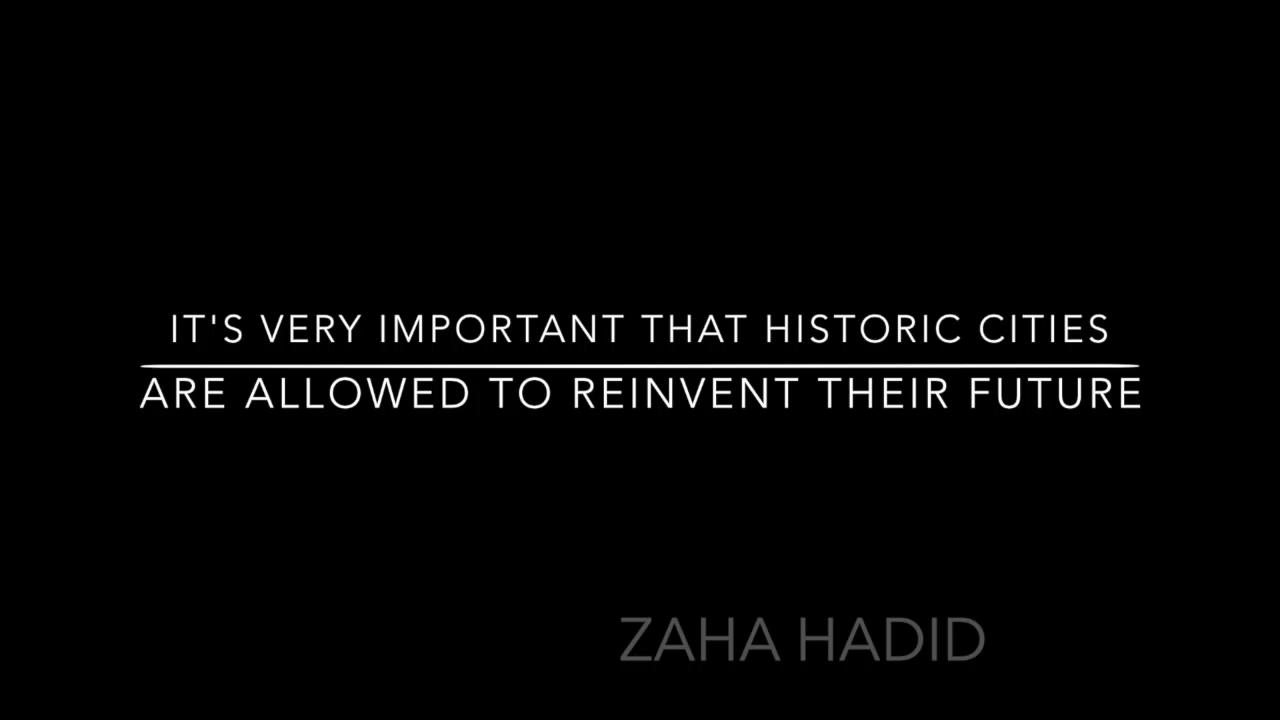 IT'S VERY IMPORTANT THAT HISTORIC CITIES
ARE ALLOWED TO REINVENT THEIR FUTURE
ZAHA HADID